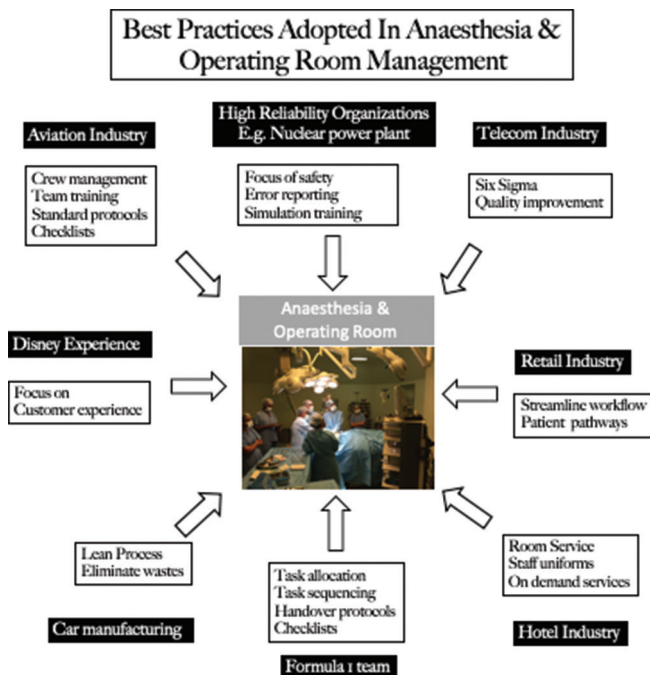 Best Practices Adopted In Anaesthesia &
Operating Room Management
Aviation Industry
Crew management
Team training
Standard protocols
Checklists
High Reliability Organizations
E.g. Nuclear power plant
Focus of safety
Error reporting
Simulation training
Telecom Industry
Six Sigma
Quality improvement
Anaesthesia &
Operating Room
Disney Experience
Focus on
Customer experience
Retail Industry
Streamline workflow
Patient pathways
Lean Process
Eliminate wastes
Car manufacturing
Task allocation
Task sequencing
Handover protocols
Checklists
Formula 1 team
Room Service
Staff uniforms
On demand services
Hotel Industry